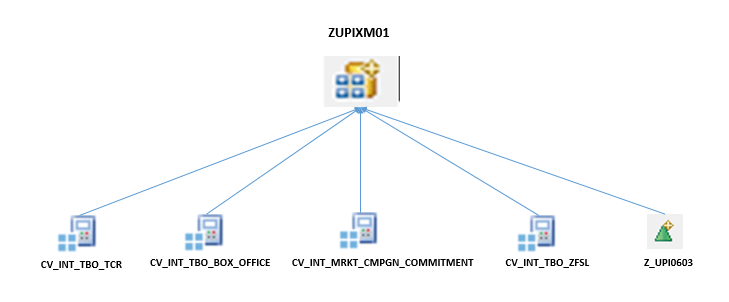 ZUPIXM01
CV_INT_TBO_TCR
CV_INT_TBO_BOX_OFFICE
CV_INT_MRKT_CMPGN_COMMITMENT
CV_INT_TBO_ZFSL
Z_UPI0603